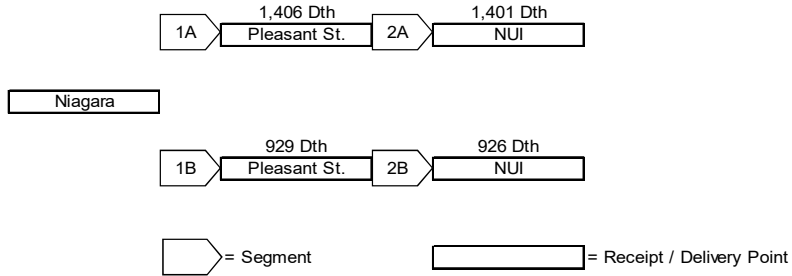 1,406 Dth 1,401 Dth
1A Pleasant St. 2A NUI
Niagara
929 Dth 926 Dth
1B Pleasant St. 2B NUI
= Segment = Receipt / Delivery Point